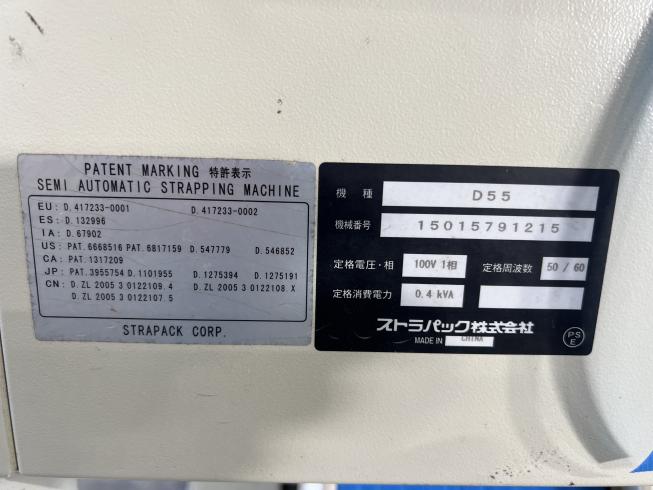 PATENT MARKING 特許表示
SEMI AUTOMATIC STRAPPING MACHINE
EU: D. 417233-0001 D. 417233-0002
ES: D. 132996
IA: D. 67902
US: PAT. 6668516 PAT. 6817159 D. 547779 D. 546852
CA: PAT. 1317209
JP: PAT. 3955754 D. 1101955 D. 1275394 D. 1275191
CN: D. ZL 2005 3 0122109. 4 D. ZL 2005 3 0122108. X
D. ZL 2005 3 0122107. 5
STRAPACK CORP.
機種 D55
機械番号 15015791215
定格電圧・相 100V 1相 定格周波数 50 / 60
定格消費電力 0.4 kVA
ストラパック株式会社
MADE IN CHINA
PS
E